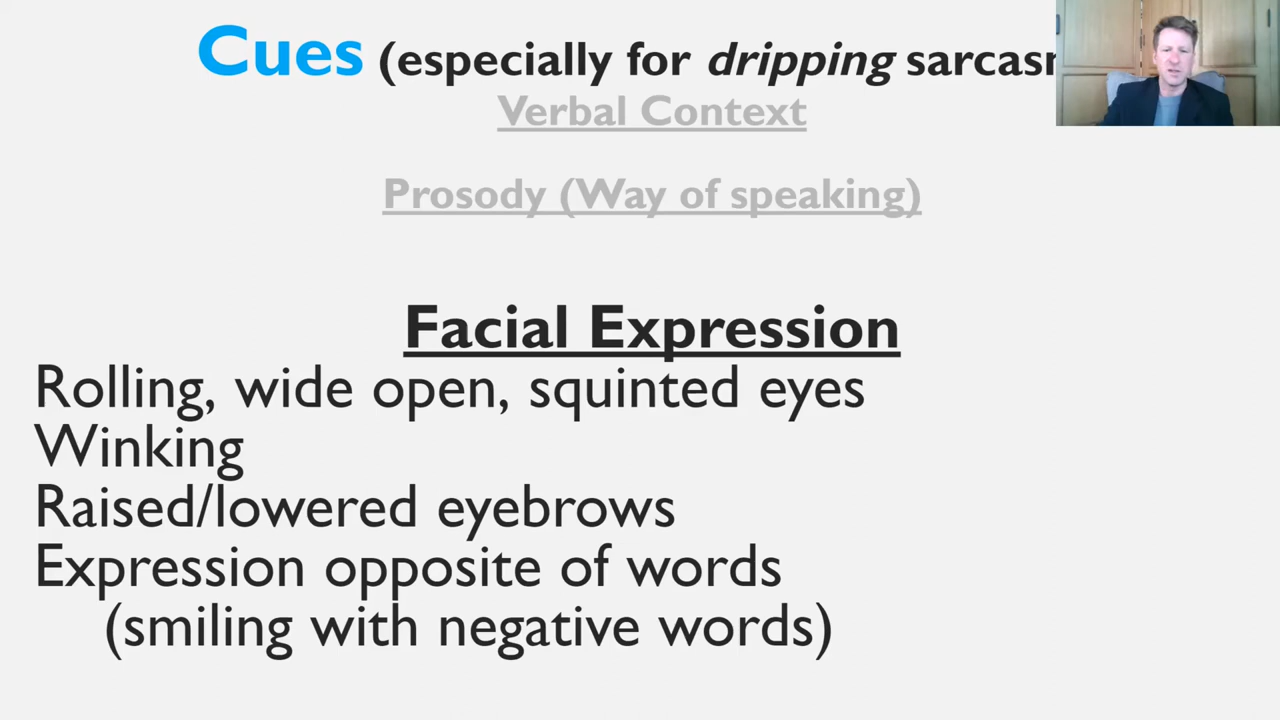 Cues (especially for dripping
Verbal Context
Prosody (Way of speaking)
Facial Expression
Rolling, wide open, squinted eyes
Winking
Raised/lowered eyebrows
Expression opposite of words
(smiling with negative words)